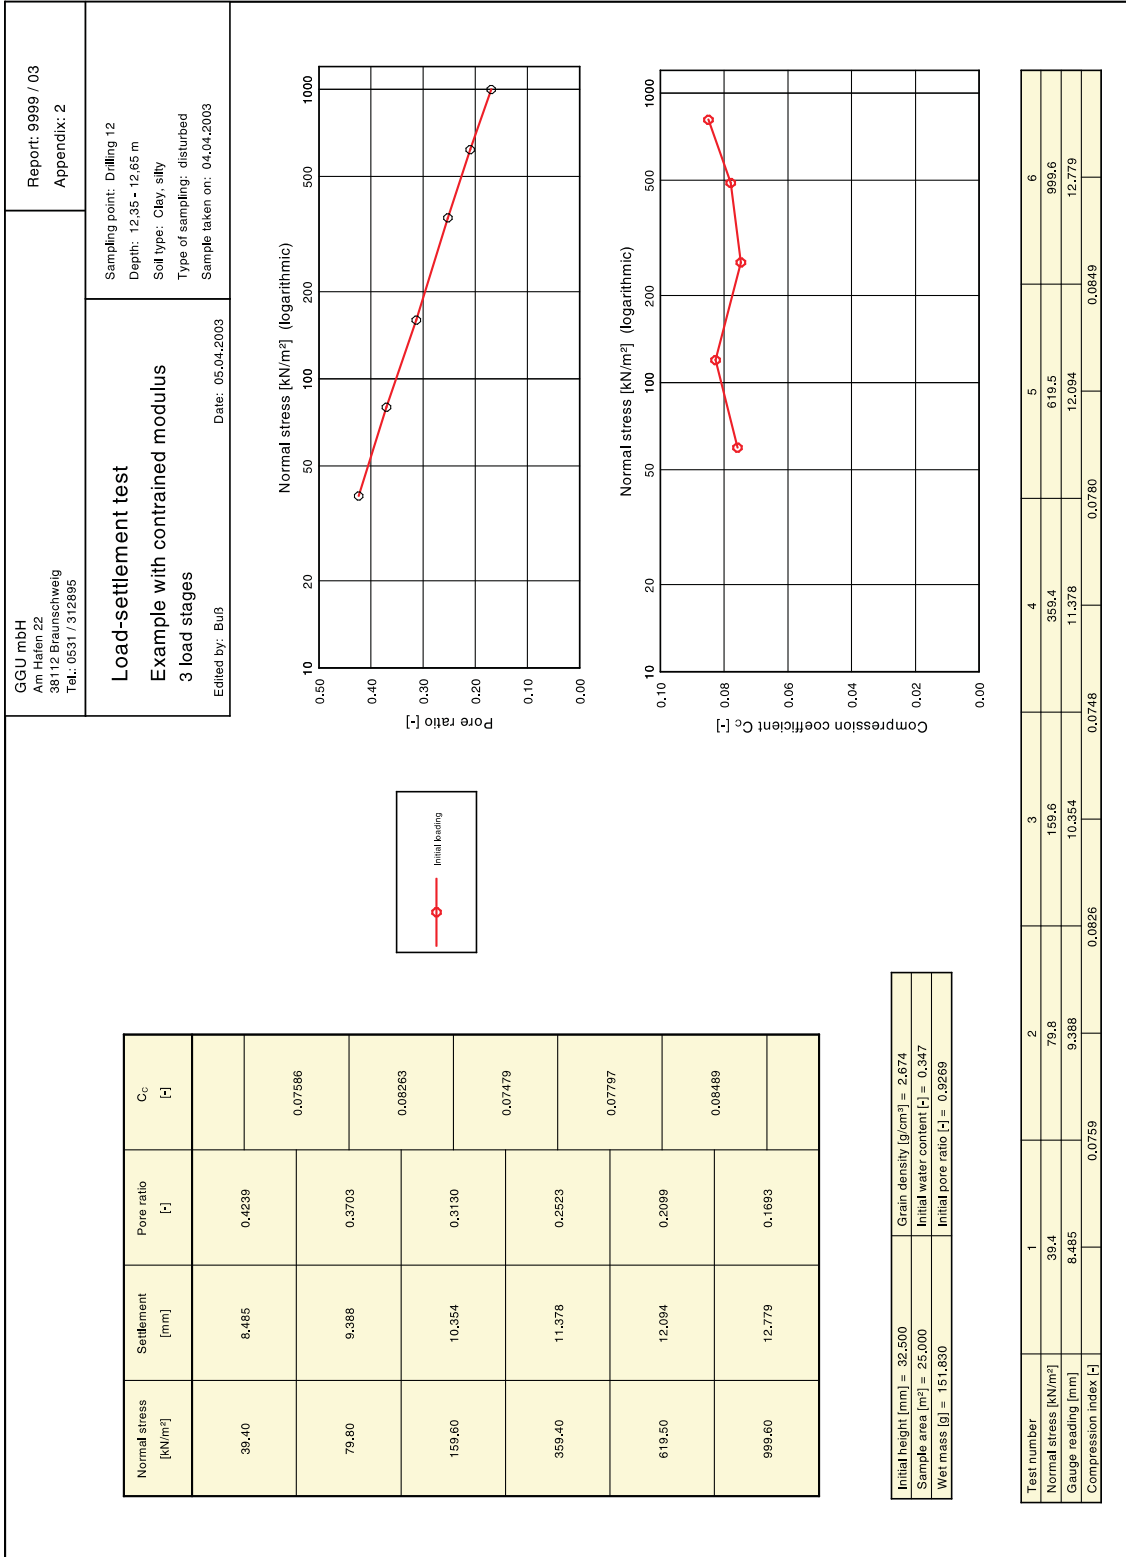 GGU mbH
Am Hafen 22
38112 Braunschweig
Tel.: 0531 / 312895
Report: 9999 / 03
Appendix: 2
Load-settlement test
Example with contrained modulus
3 load stages
Edited by: Buß
Date: 05.04.2003
Sampling point: Drilling 12
Depth: 12,35 - 12,65 m
Soil type: Clay, silty
Type of sampling: disturbed
Sample taken on: 04.04.2003
Normal stress Settlement Pore ratio Cc
[kN/m²] [mm] [-] [-]
39.40 8.485 0.4239
0.07586
79.80 9.388 0.3703
0.08263
159.60 10.354 0.3130
0.07479
359.40 11.378 0.2523
0.07797
619.50 12.094 0.2099
0.08489
999.60 12.779 0.1693
Initial loading
Normal stress [kN/m²] (logarithmic)
10 20 50 100 200 500 1000
0.50
0.40
0.30
0.20
0.10
0.00
Pore ratio [-]
Normal stress [kN/m²] (logarithmic)
10 20 50 100 200 500 1000
0.10
0.08
0.06
0.04
0.02
0.00
Compression coefficient Cc [-]
Initial height [mm] = 32.500 Grain density [g/cm³] = 2.674
Sample area [m²] = 25.000 Initial water content [-] = 0.347
Wet mass [g] = 151.830 Initial pore ratio [-] = 0.9269
Test number 1 2 3 4 5 6
Normal stress [kN/m²] 39.4 79.8 159.6 359.4 619.5 999.6
Gauge reading [mm] 8.485 9.388 10.354 11.378 12.094 12.779
Compression index [-] 0.0759 0.0826 0.0748 0.0780 0.0849